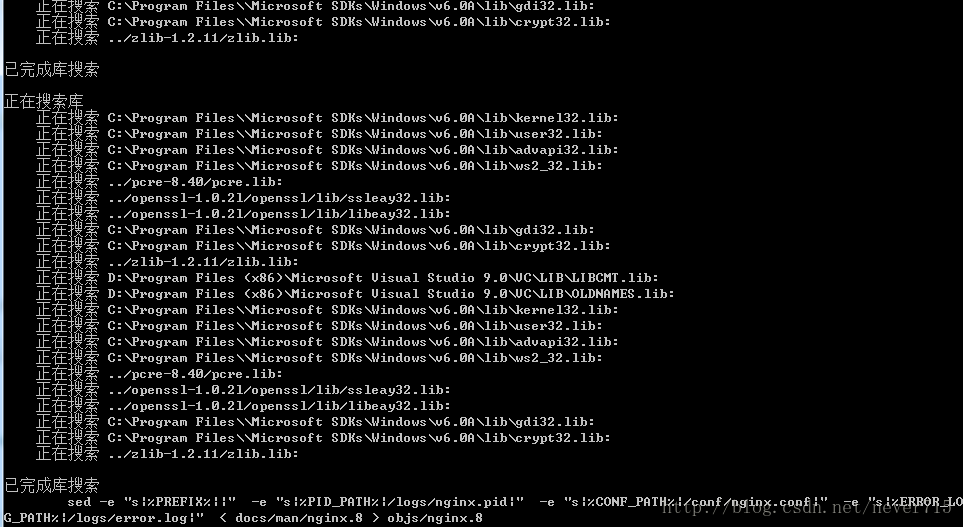 正在搜索 C:\Program Files\\Microsoft SDKs\Windows\v6.0A\lib\gdi32.lib:
正在搜索 C:\Program Files\\Microsoft SDKs\Windows\v6.0A\lib\crypt32.lib:
正在搜索 ../zlib-1.2.11/zlib.lib:
已完成库搜索
正在搜索库
正在搜索 C:\Program Files\\Microsoft SDKs\Windows\v6.0A\lib\kernel32.lib:
正在搜索 C:\Program Files\\Microsoft SDKs\Windows\v6.0A\lib\user32.lib:
正在搜索 C:\Program Files\\Microsoft SDKs\Windows\v6.0A\lib\advapi32.lib:
正在搜索 C:\Program Files\\Microsoft SDKs\Windows\v6.0A\lib\ws2_32.lib:
正在搜索 ../pcre-8.40/pcre.lib:
正在搜索 ../openssl-1.0.2l/openssl/lib/ssleay32.lib:
正在搜索 ../openssl-1.0.2l/openssl/lib/libeay32.lib:
正在搜索 C:\Program Files\\Microsoft SDKs\Windows\v6.0A\lib\gdi32.lib:
正在搜索 C:\Program Files\\Microsoft SDKs\Windows\v6.0A\lib\crypt32.lib:
正在搜索 ../zlib-1.2.11/zlib.lib:
正在搜索 D:\Program Files (x86)\Microsoft Visual Studio 9.0\VC\LIB\LIBCMT.lib:
正在搜索 D:\Program Files (x86)\Microsoft Visual Studio 9.0\VC\LIB\OLDNAMES.lib:
正在搜索 C:\Program Files\\Microsoft SDKs\Windows\v6.0A\lib\kernel32.lib:
正在搜索 C:\Program Files\\Microsoft SDKs\Windows\v6.0A\lib\user32.lib:
正在搜索 C:\Program Files\\Microsoft SDKs\Windows\v6.0A\lib\advapi32.lib:
正在搜索 C:\Program Files\\Microsoft SDKs\Windows\v6.0A\lib\ws2_32.lib:
正在搜索 ../pcre-8.40/pcre.lib:
正在搜索 ../openssl-1.0.2l/openssl/lib/ssleay32.lib:
正在搜索 ../openssl-1.0.2l/openssl/lib/libeay32.lib:
正在搜索 C:\Program Files\\Microsoft SDKs\Windows\v6.0A\lib\gdi32.lib:
正在搜索 C:\Program Files\\Microsoft SDKs\Windows\v6.0A\lib\crypt32.lib:
正在搜索 ../zlib-1.2.11/zlib.lib:
已完成库搜索
sed -e "s|%PREFIX%||" -e "s|%PID_PATH%|/logs/nginx.pid|" -e "s|%CONF_PATH%|/conf/nginx.conf|" -e "s|%ERROR_LO
G_PATH%|/logs/error.log|" < docs/man/nginx.8 > objs/nginx.8
http://blog.csdn.net/never715